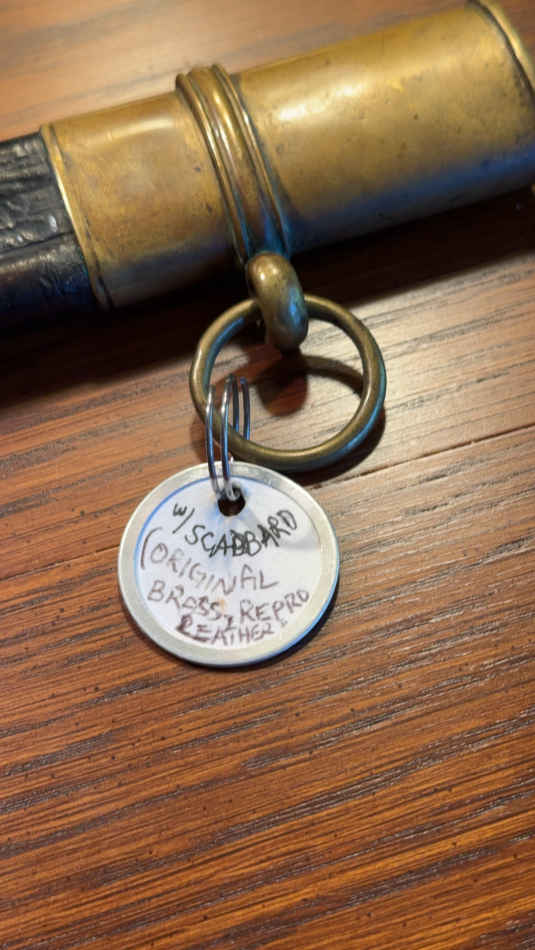 w/ SCABBARD
(ORIGINAL
BRASS, REPRO
LEATHER)